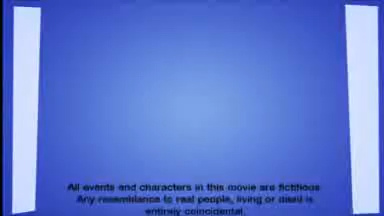 All events and characters in this movie are fictitious
Any resemblance to real people, living or dead is
entirely coincidental.